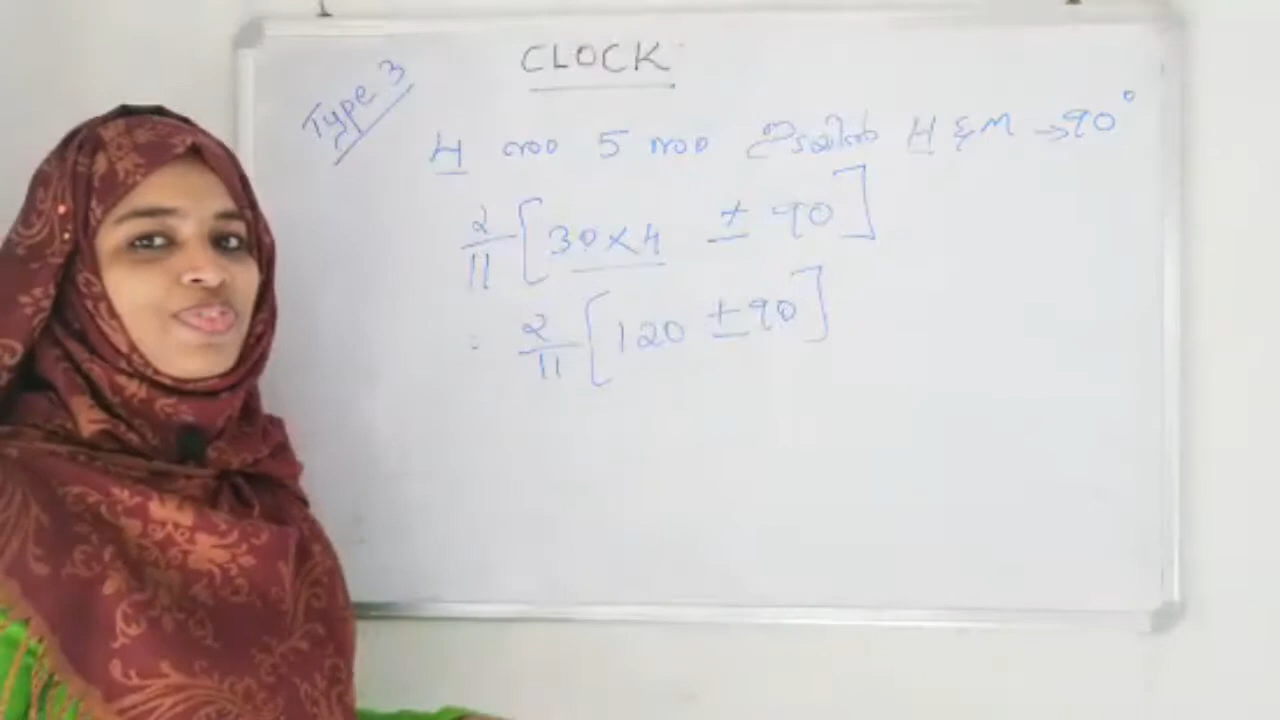 CLOCK
Type 3
4 നും 5 നും ഇടയിൽ H & M → 90°
2/11 [30×4 ± 90]
= 2/11 [120 ± 90]